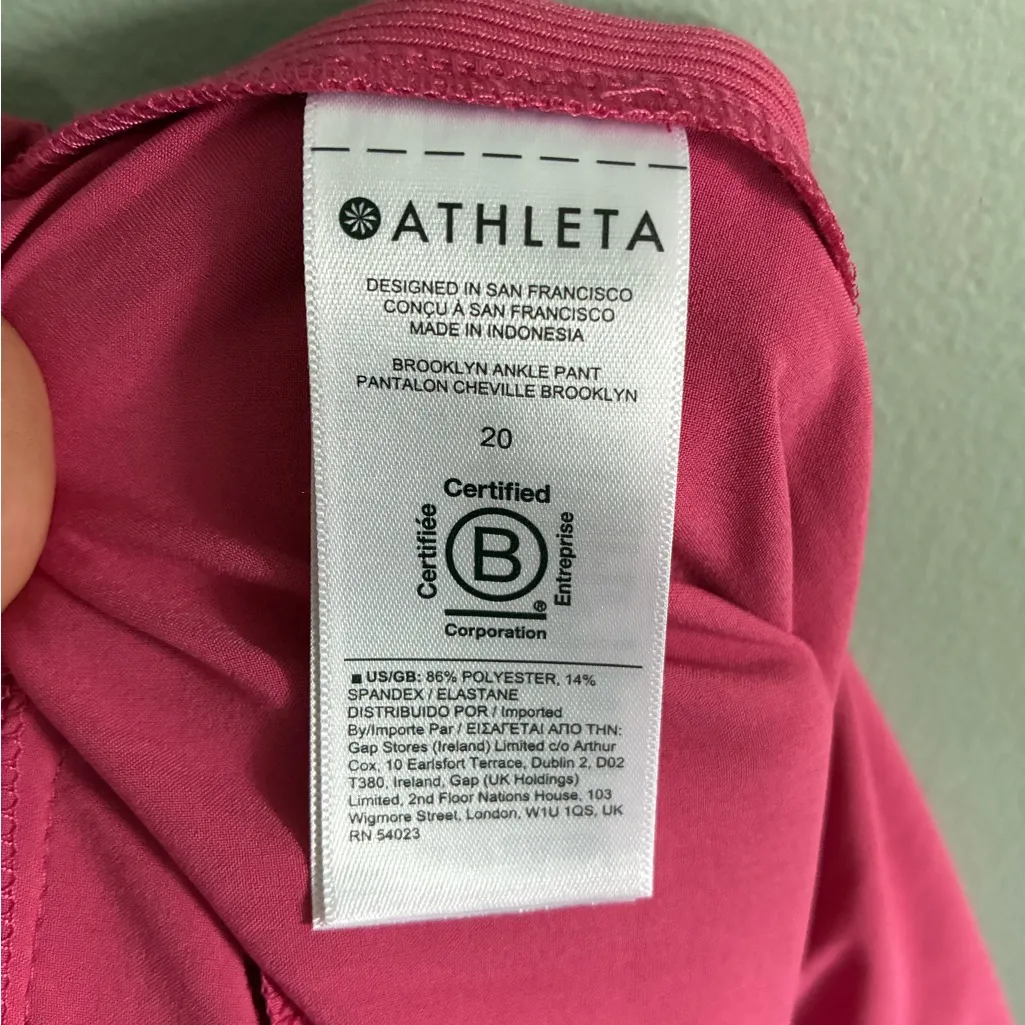 ATHLETA
DESIGNED IN SAN FRANCISCO
CONÇU À SAN FRANCISCO
MADE IN INDONESIA
BROOKLYN ANKLE PANT
PANTALON CHEVILLE BROOKLYN
20
Certified
Certifiée
B
Entreprise
®
Corporation
■ US/GB: 86% POLYESTER, 14%
SPANDEX / ELASTANE
DISTRIBUIDO POR / Imported
By/Importe Par / ΕΙΣΑΓΕΤΑΙ ΑΠΟ ΤΗΝ:
Gap Stores (Ireland) Limited c/o Arthur
Cox, 10 Earlsfort Terrace, Dublin 2, D02
T380, Ireland, Gap (UK Holdings)
Limited, 2nd Floor Nations House, 103
Wigmore Street, London, W1U 1QS, UK
RN 54023